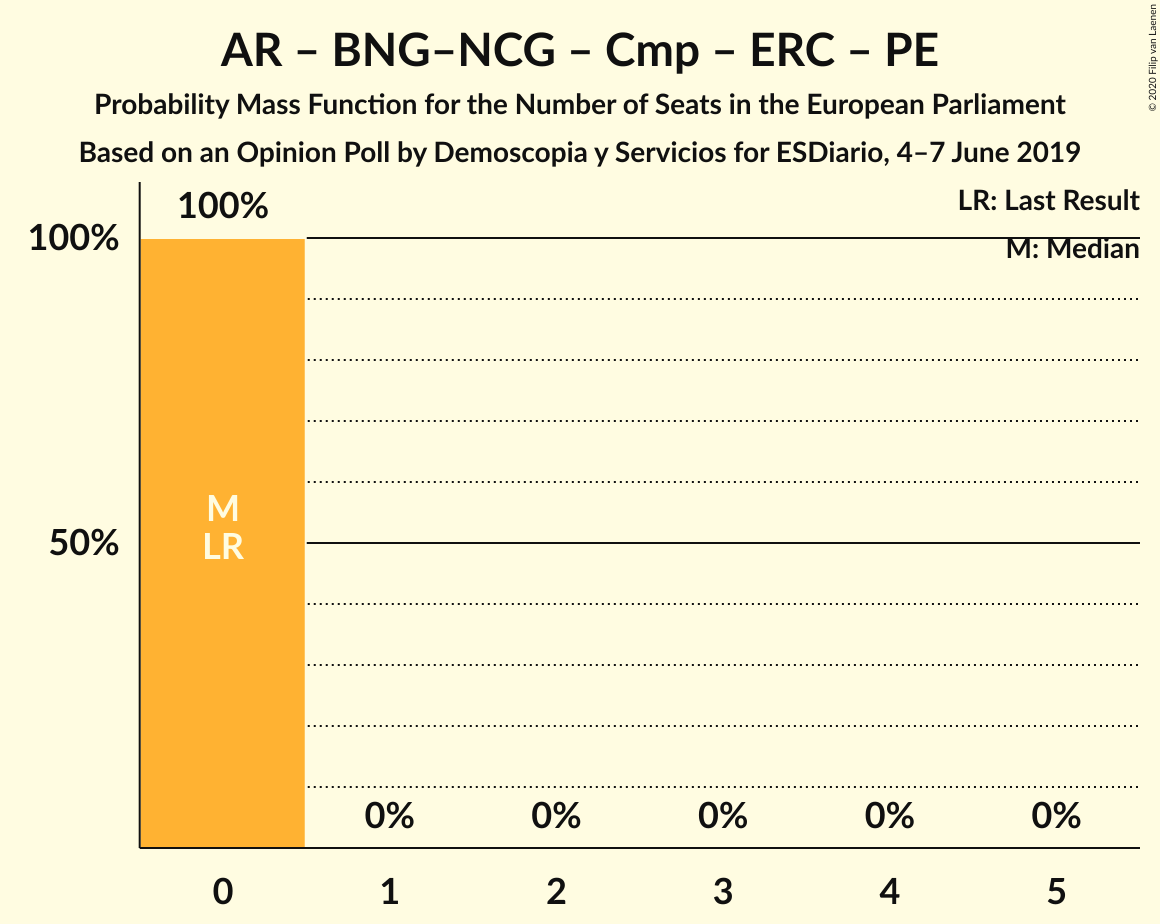 AR – BNG–NCG – Cmp – ERC – PE
Probability Mass Function for the Number of Seats in the European Parliament
Based on an Opinion Poll by Demoscopia y Servicios for ESDiario, 4–7 June 2019
© 2020 Filip van Laenen
LR: Last Result
M: Median
100%
100%
50%
M
LR
0% 0% 0% 0% 0%
0 1 2 3 4 5